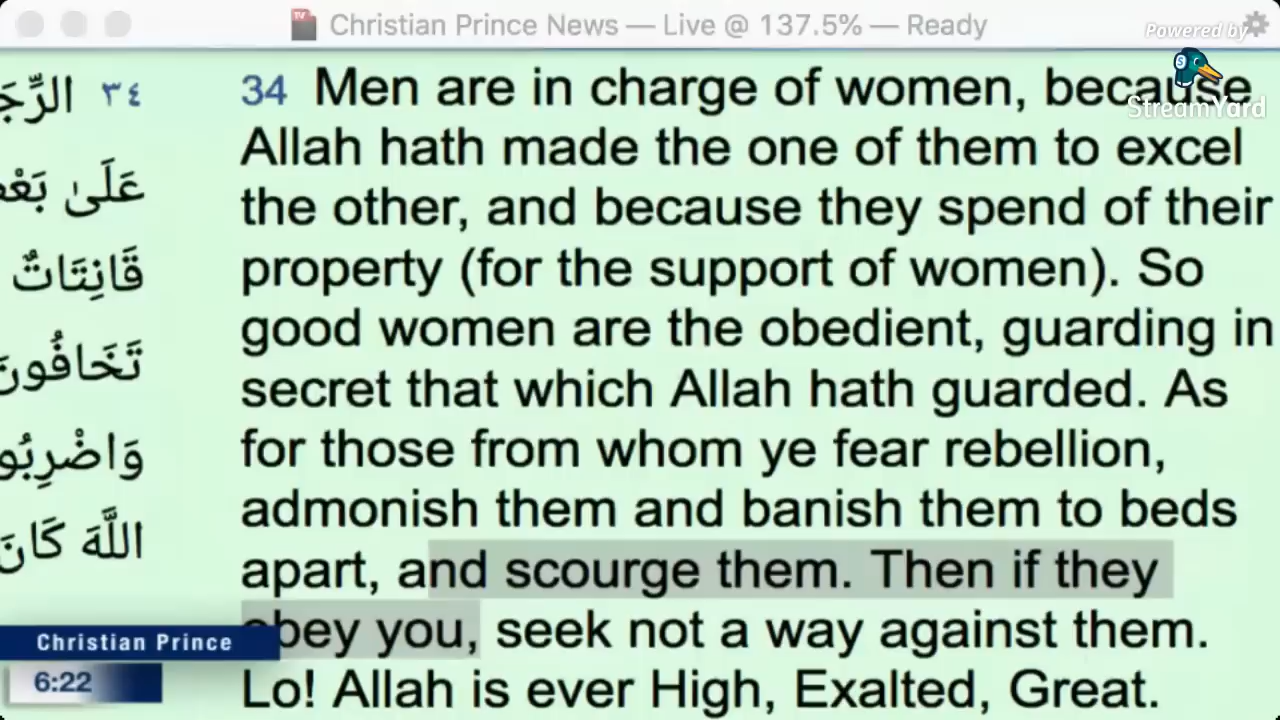 Christian Prince News — Live @ 137.5% — Ready
Powered by
StreamYard
٣٤
34 Men are in charge of women, because
Allah hath made the one of them to excel
the other, and because they spend of their
property (for the support of women). So
good women are the obedient, guarding in
secret that which Allah hath guarded. As
for those from whom ye fear rebellion,
admonish them and banish them to beds
apart, and scourge them. Then if they
obey you, seek not a way against them.
Lo! Allah is ever High, Exalted, Great.
عَلَىٰ
قَانِتَاتٌ
اللَّهَ كَانَ
Christian Prince
6:22